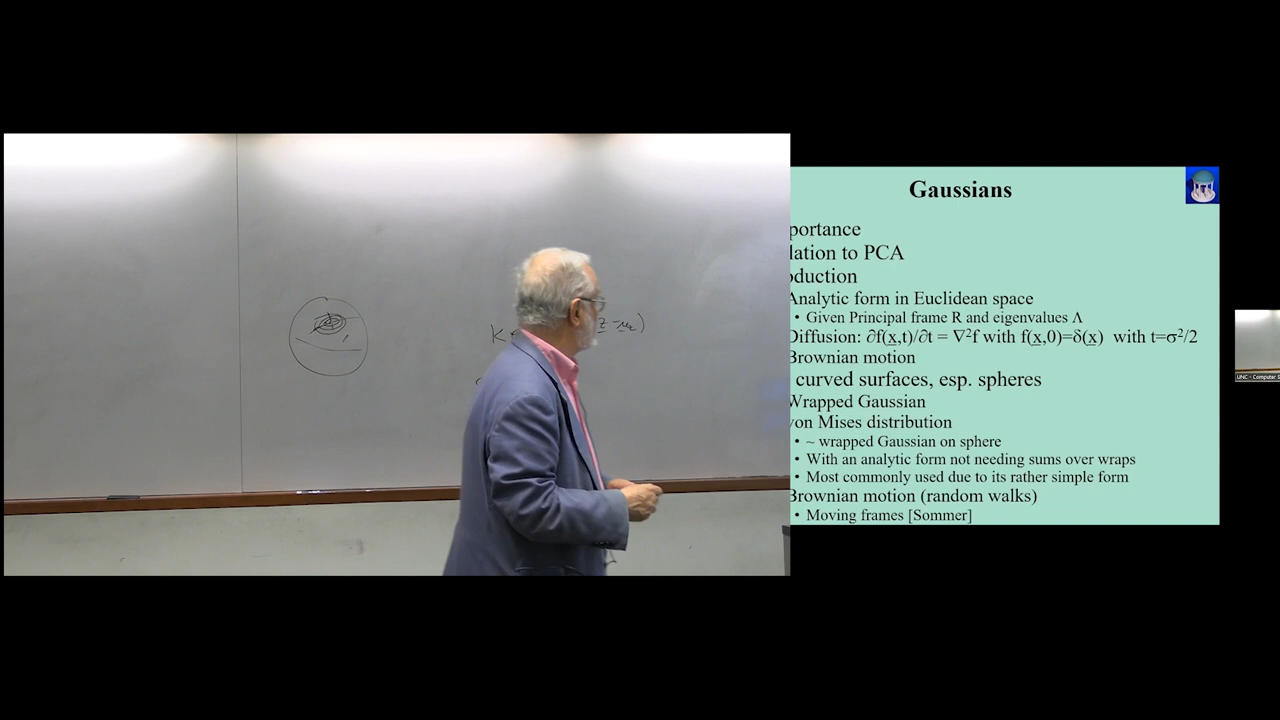 Gaussians
portance
lation to PCA
oduction
Analytic form in Euclidean space
• Given Principal frame R and eigenvalues Λ
Diffusion: ∂f(x,t)/∂t = ∇²f with f(x,0)=δ(x) with t=σ²/2
Brownian motion
curved surfaces, esp. spheres
Wrapped Gaussian
von Mises distribution
• ~ wrapped Gaussian on sphere
• With an analytic form not needing sums over wraps
• Most commonly used due to its rather simple form
Brownian motion (random walks)
• Moving frames [Sommer]
UNC - Computer S